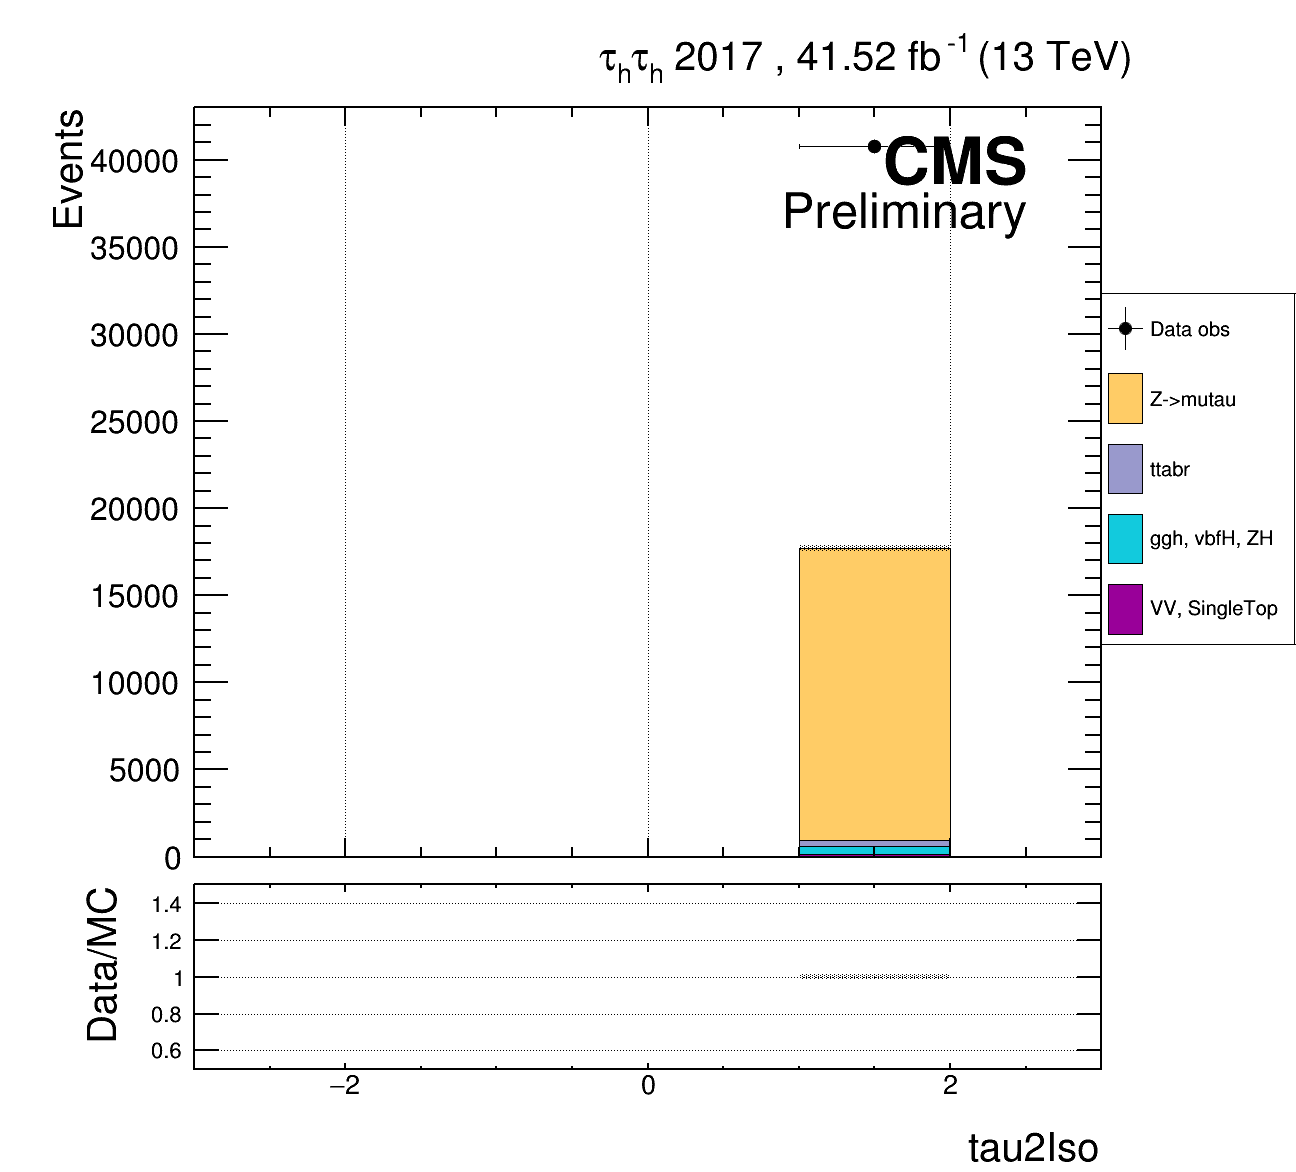 τhτh 2017 , 41.52 fb-1 (13 TeV)
Events
CMS
Preliminary
40000
35000
30000
25000
20000
15000
10000
5000
0
Data obs
Z->mutau
ttabr
ggh, vbfH, ZH
VV, SingleTop
Data/MC
1.4
1.2
1
0.8
0.6
−2
0
2
tau2Iso